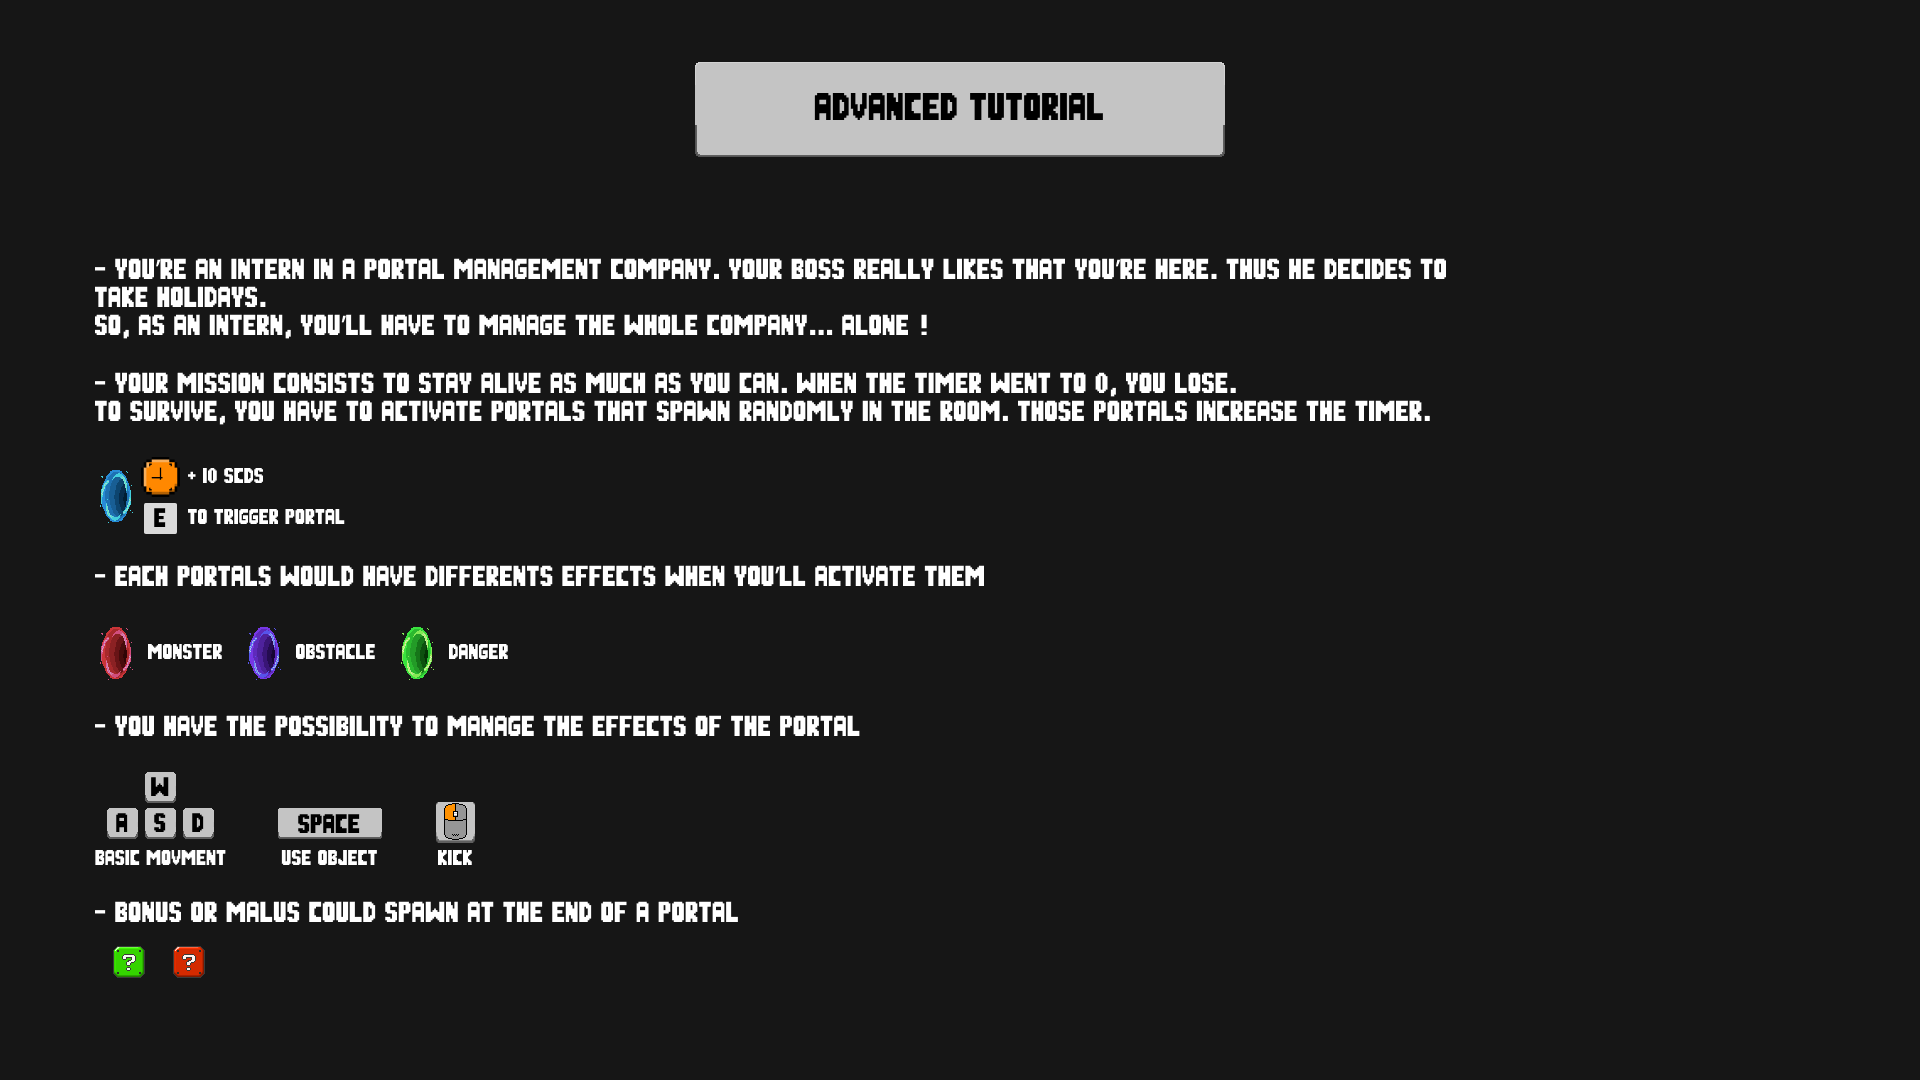 ADVANCED TUTORIAL
- YOU'RE AN INTERN IN A PORTAL MANAGEMENT COMPANY. YOUR BOSS REALLY LIKES THAT YOU'RE HERE. THUS HE DECIDES TO
TAKE HOLIDAYS.
SO, AS AN INTERN, YOU'LL HAVE TO MANAGE THE WHOLE COMPANY... ALONE !
- YOUR MISSION CONSISTS TO STAY ALIVE AS MUCH AS YOU CAN. WHEN THE TIMER WENT TO 0, YOU LOSE.
TO SURVIVE, YOU HAVE TO ACTIVATE PORTALS THAT SPAWN RANDOMLY IN THE ROOM. THOSE PORTALS INCREASE THE TIMER.
+ 10 SCDS
E TO TRIGGER PORTAL
- EACH PORTALS WOULD HAVE DIFFERENTS EFFECTS WHEN YOU'LL ACTIVATE THEM
MONSTER OBSTACLE DANGER
- YOU HAVE THE POSSIBILITY TO MANAGE THE EFFECTS OF THE PORTAL
W
A S D SPACE
BASIC MOVMENT USE OBJECT KICK
- BONUS OR MALUS COULD SPAWN AT THE END OF A PORTAL
? ?